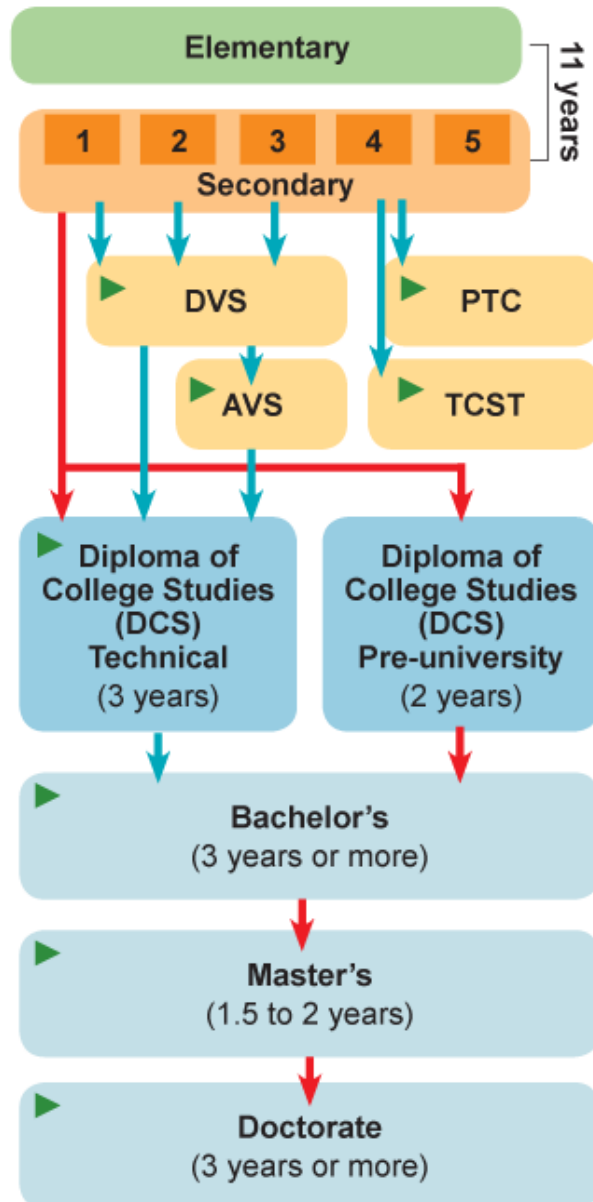 Elementary
11 years
1 2 3 4 5
Secondary
DVS
PTC
AVS
TCST
Diploma of
College Studies
(DCS)
Technical
(3 years)
Diploma of
College Studies
(DCS)
Pre-university
(2 years)
Bachelor's
(3 years or more)
Master's
(1.5 to 2 years)
Doctorate
(3 years or more)